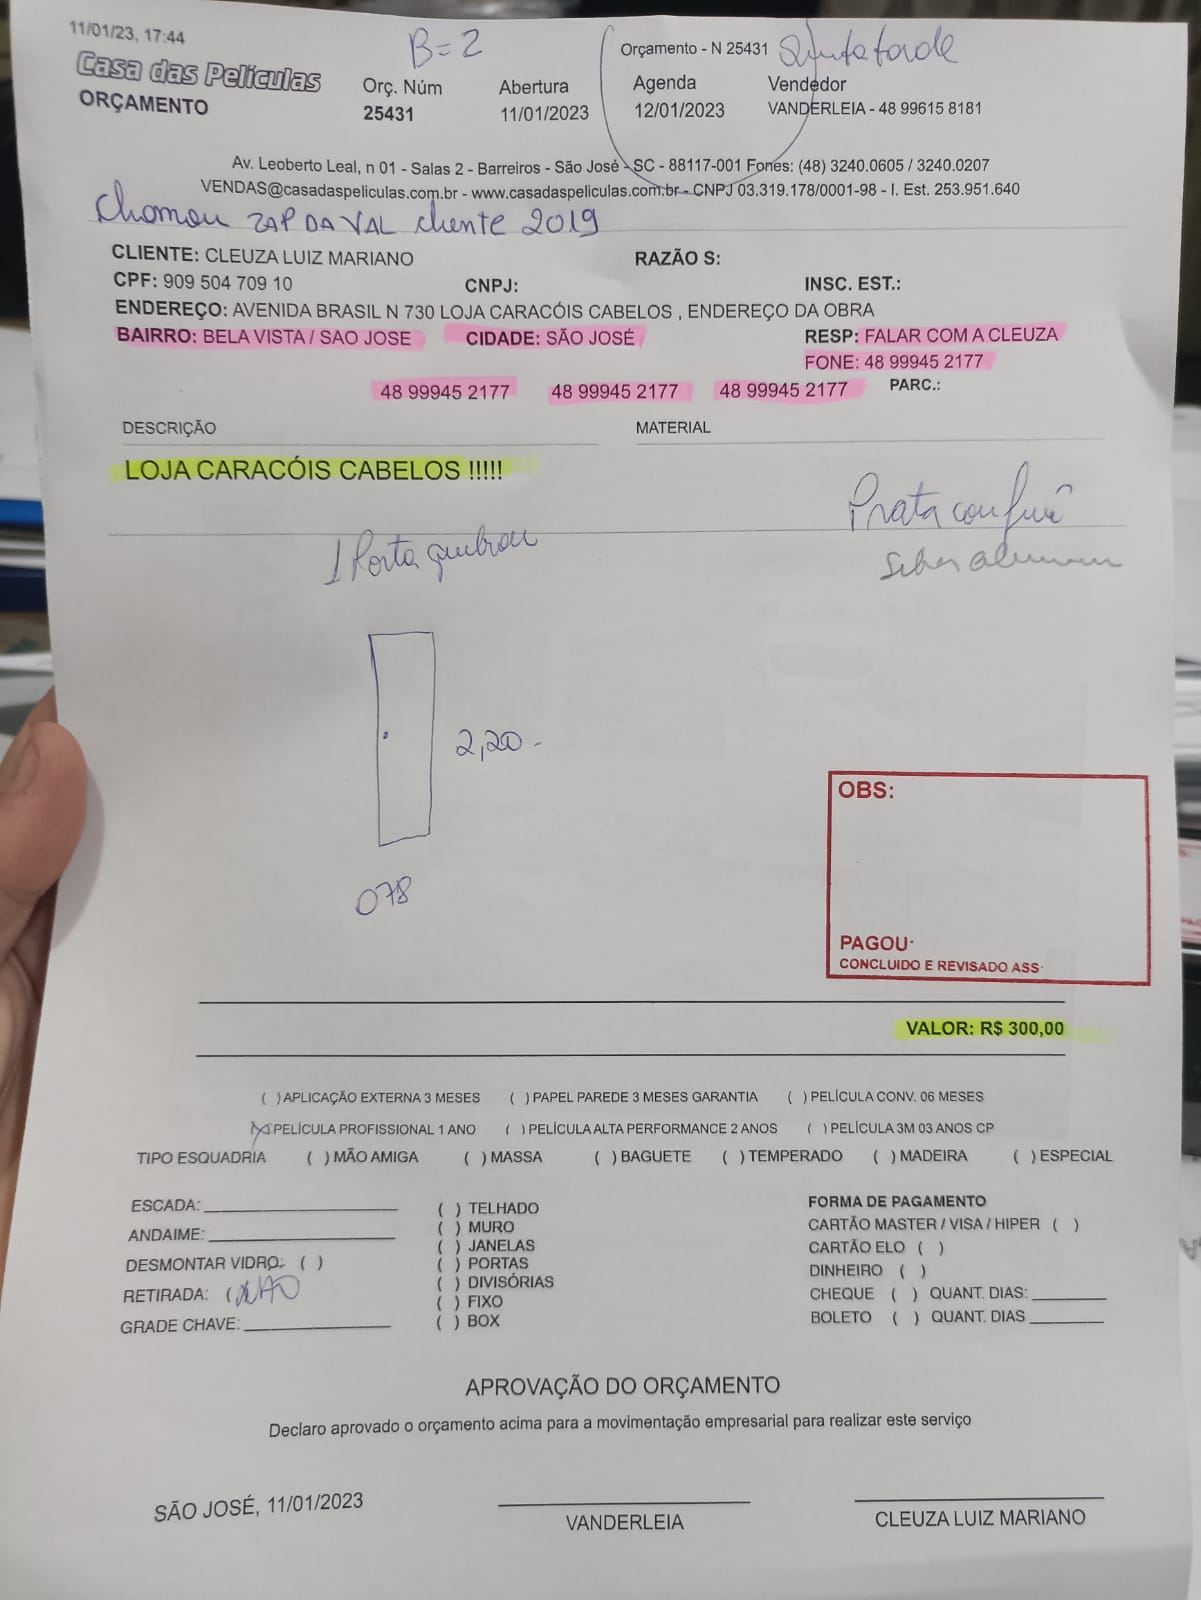 11/01/23, 17:44
B=2
Orçamento - N 25431 Quinta tarde
Casa das Películas
ORÇAMENTO
Orç. Núm Abertura Agenda Vendedor
25431 11/01/2023 12/01/2023 VANDERLEIA - 48 99615 8181
Av. Leoberto Leal, n 01 - Salas 2 - Barreiros - São José - SC - 88117-001 Fones: (48) 3240.0605 / 3240.0207
VENDAS@casadaspeliculas.com.br - www.casadaspeliculas.com.br - CNPJ 03.319.178/0001-98 - I. Est. 253.951.640
Chamou ZAP DA VAL cliente 2019
CLIENTE: CLEUZA LUIZ MARIANO RAZÃO S:
CPF: 909 504 709 10 CNPJ: INSC. EST.:
ENDEREÇO: AVENIDA BRASIL N 730 LOJA CARACÓIS CABELOS , ENDEREÇO DA OBRA
BAIRRO: BELA VISTA / SAO JOSE CIDADE: SÃO JOSÉ RESP: FALAR COM A CLEUZA
FONE: 48 99945 2177
48 99945 2177 48 99945 2177 48 99945 2177 PARC.:
DESCRIÇÃO MATERIAL
LOJA CARACÓIS CABELOS !!!!!
Prata
1 Porta quebrou
2,20
078
OBS:
PAGOU:
CONCLUIDO E REVISADO ASS:
VALOR: R$ 300,00
( ) APLICAÇÃO EXTERNA 3 MESES ( ) PAPEL PAREDE 3 MESES GARANTIA ( ) PELÍCULA CONV. 06 MESES
(X) PELÍCULA PROFISSIONAL 1 ANO ( ) PELÍCULA ALTA PERFORMANCE 2 ANOS ( ) PELÍCULA 3M 03 ANOS CP
TIPO ESQUADRIA ( ) MÃO AMIGA ( ) MASSA ( ) BAGUETE ( ) TEMPERADO ( ) MADEIRA ( ) ESPECIAL
ESCADA:
ANDAIME:
DESMONTAR VIDRO: ( )
RETIRADA: ( NÃO
GRADE CHAVE:
( ) TELHADO
( ) MURO
( ) JANELAS
( ) PORTAS
( ) DIVISÓRIAS
( ) FIXO
( ) BOX
FORMA DE PAGAMENTO
CARTÃO MASTER / VISA / HIPER ( )
CARTÃO ELO ( )
DINHEIRO ( )
CHEQUE ( ) QUANT. DIAS:
BOLETO ( ) QUANT. DIAS
APROVAÇÃO DO ORÇAMENTO
Declaro aprovado o orçamento acima para a movimentação empresarial para realizar este serviço
SÃO JOSÉ, 11/01/2023
VANDERLEIA
CLEUZA LUIZ MARIANO